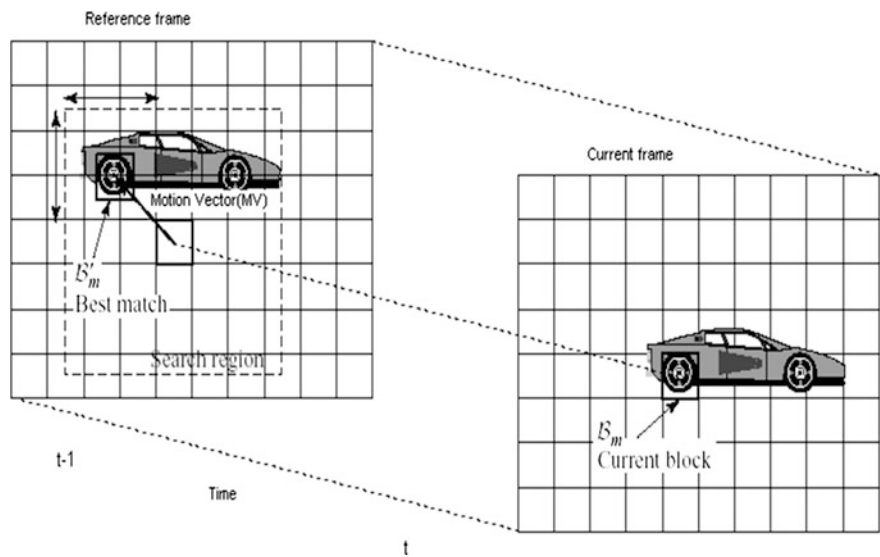 Reference frame
Current frame
Motion Vector(MV)
B′m
Best match
Search region
Bm
Current block
t-1
Time
t